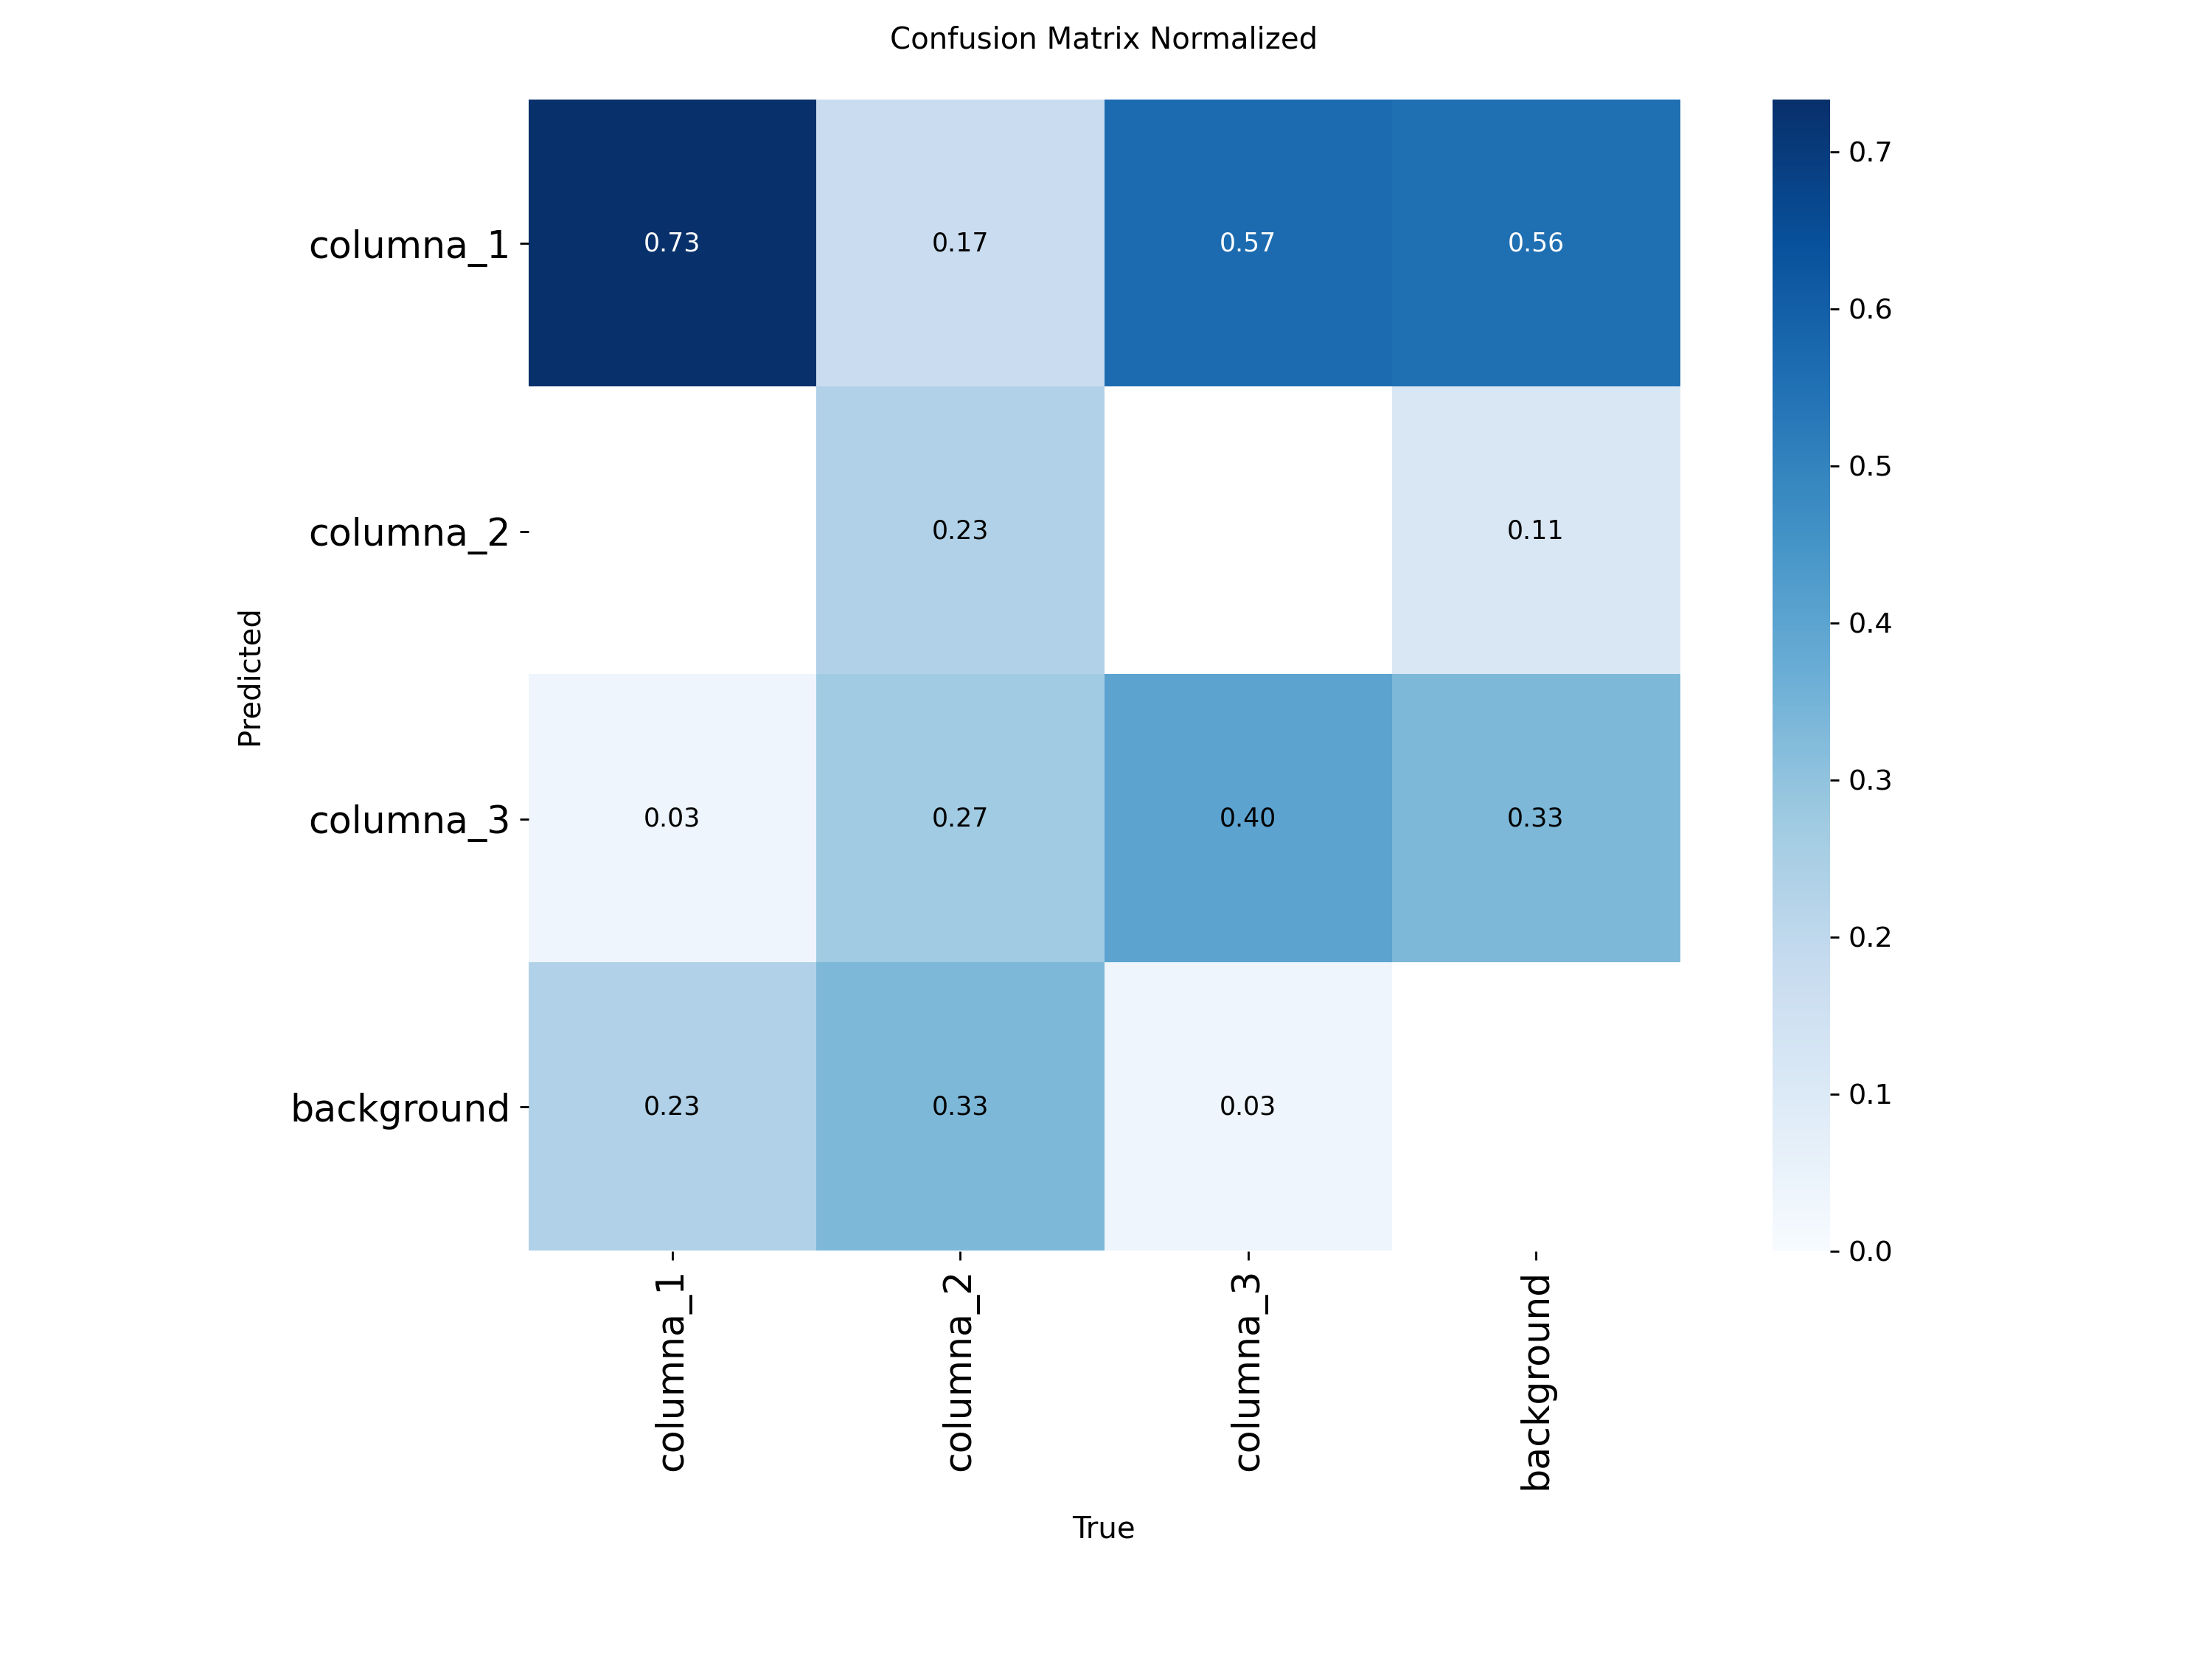 Confusion Matrix Normalized
columna_1
0.73
0.17
0.57
0.56
columna_2
0.23
0.11
columna_3
0.03
0.27
0.40
0.33
background
0.23
0.33
0.03
Predicted
columna_1
columna_2
columna_3
background
True
0.7
0.6
0.5
0.4
0.3
0.2
0.1
0.0